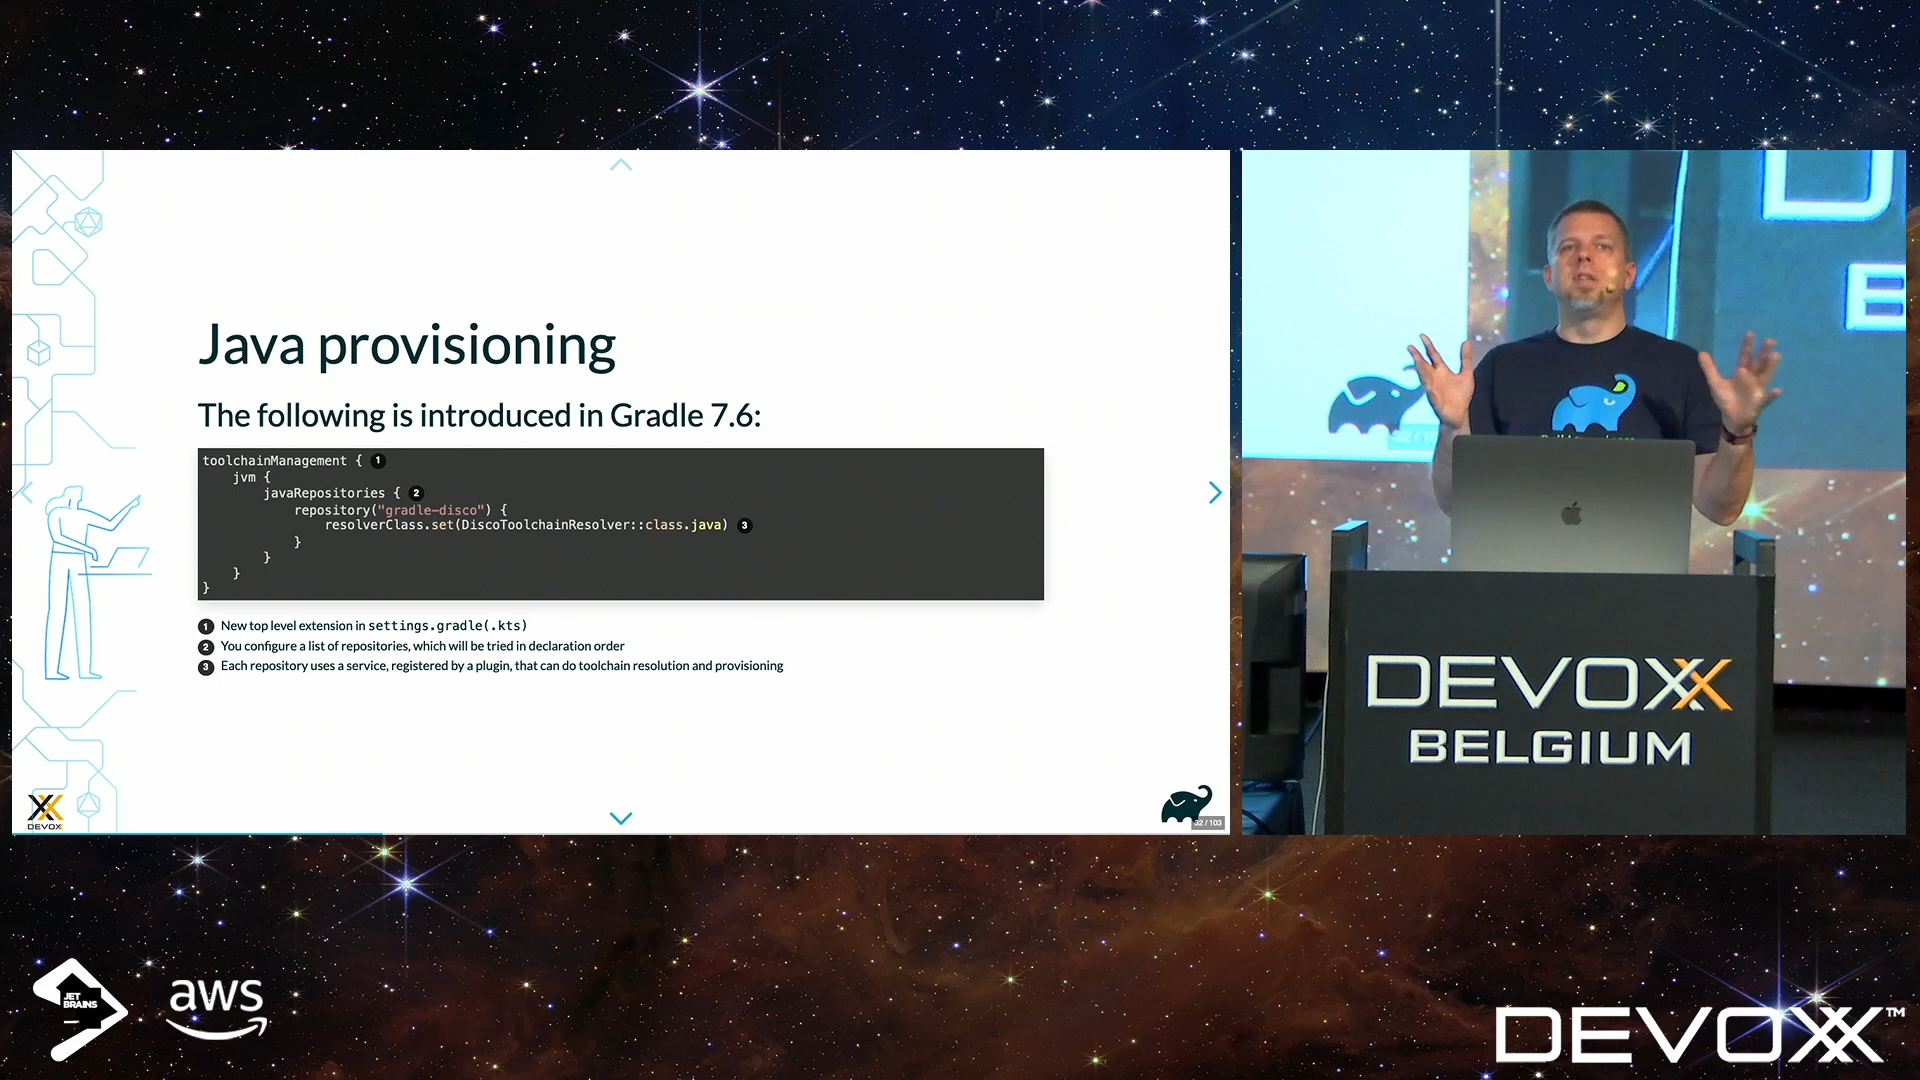 Java provisioning
The following is introduced in Gradle 7.6:
toolchainManagement { 1
jvm {
javaRepositories { 2
repository("gradle-disco") {
resolverClass.set(DiscoToolchainResolver::class.java) 3
}
}
}
}
1 New top level extension in settings.gradle(.kts)
2 You configure a list of repositories, which will be tried in declaration order
3 Each repository uses a service, registered by a plugin, that can do toolchain resolution and provisioning
DEVOXX
32 / 103
DEVOXX
BELGIUM
JET
BRAINS
aws
DEVOXX™